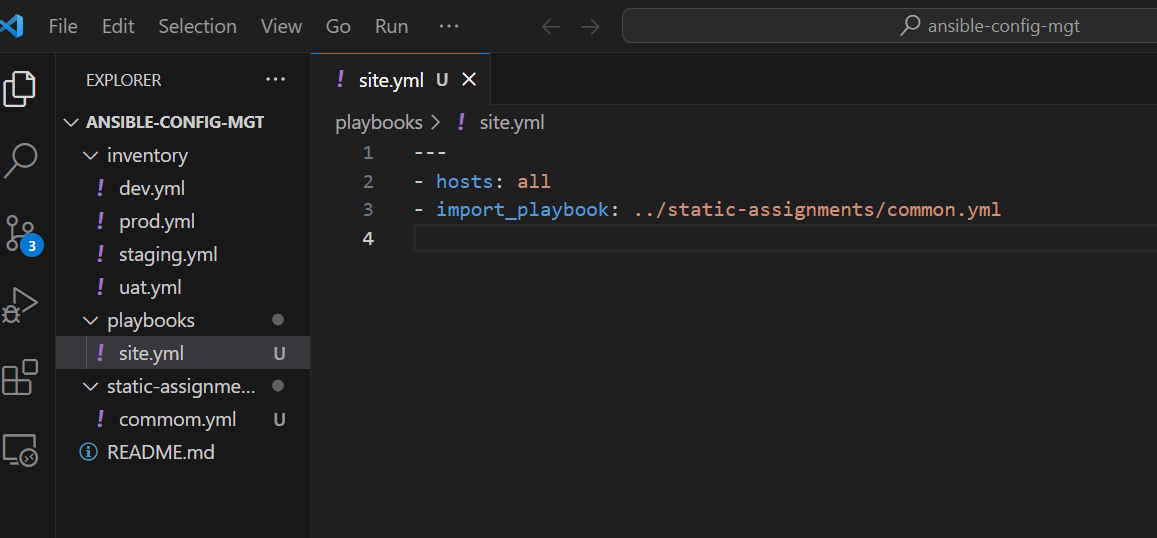 File Edit Selection View Go Run ··· ansible-config-mgt
EXPLORER ···
! site.yml U
ANSIBLE-CONFIG-MGT
playbooks > ! site.yml
inventory
! dev.yml
! prod.yml
! staging.yml
! uat.yml
playbooks
! site.yml U
static-assignme...
! commom.yml U
README.md
3
1 ---
2 - hosts: all
3 - import_playbook: ../static-assignments/common.yml
4